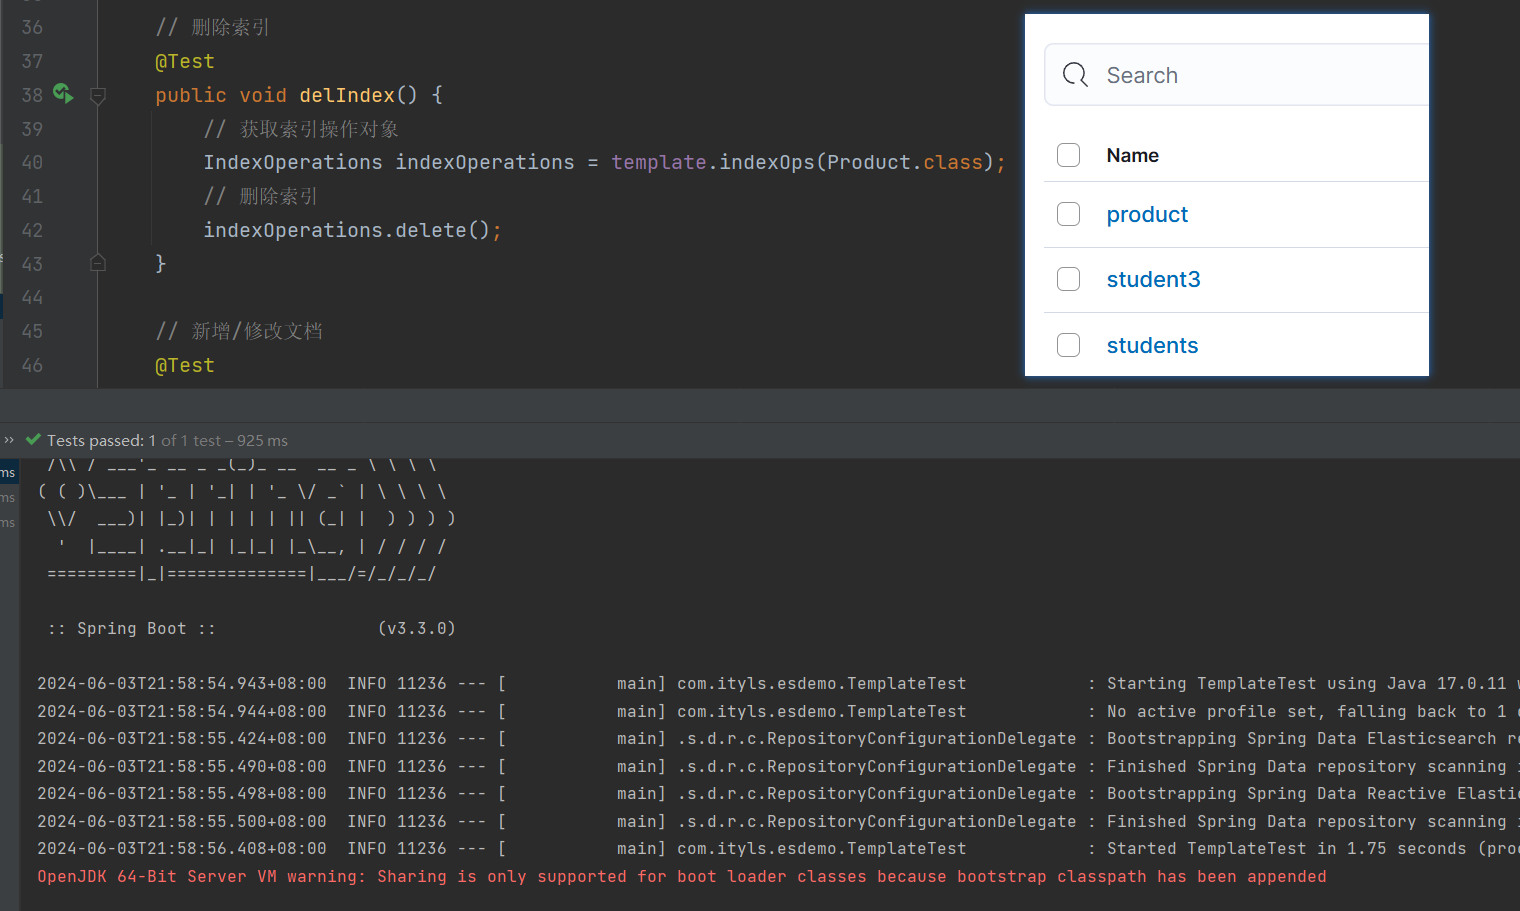 36 // 删除索引
37 @Test
38 public void delIndex() {
39 // 获取索引操作对象
40 IndexOperations indexOperations = template.indexOps(Product.class);
41 // 删除索引
42 indexOperations.delete();
43 }
44
45 // 新增/修改文档
46 @Test
Search
Name
product
student3
students
Tests passed: 1 of 1 test – 925 ms
ms
ms
ms
 /\\ / ___'_ __ _ _(_)_ __  __ _ \ \ \ \
( ( )\___ | '_ | '_| | '_ \/ _` | \ \ \ \
 \\/  ___)| |_)| | | | | || (_| |  ) ) ) )
  '  |____| .__|_| |_|_| |_\__, | / / / /
 =========|_|==============|___/=/_/_/_/
 :: Spring Boot ::                (v3.3.0)
2024-06-03T21:58:54.943+08:00  INFO 11236 --- [           main] com.ityls.esdemo.TemplateTest            : Starting TemplateTest using Java 17.0.11 w
2024-06-03T21:58:54.944+08:00  INFO 11236 --- [           main] com.ityls.esdemo.TemplateTest            : No active profile set, falling back to 1
2024-06-03T21:58:55.424+08:00  INFO 11236 --- [           main] .s.d.r.c.RepositoryConfigurationDelegate : Bootstrapping Spring Data Elasticsearch re
2024-06-03T21:58:55.490+08:00  INFO 11236 --- [           main] .s.d.r.c.RepositoryConfigurationDelegate : Finished Spring Data repository scanning
2024-06-03T21:58:55.498+08:00  INFO 11236 --- [           main] .s.d.r.c.RepositoryConfigurationDelegate : Bootstrapping Spring Data Reactive Elastic
2024-06-03T21:58:55.500+08:00  INFO 11236 --- [           main] .s.d.r.c.RepositoryConfigurationDelegate : Finished Spring Data repository scanning
2024-06-03T21:58:56.408+08:00  INFO 11236 --- [           main] com.ityls.esdemo.TemplateTest            : Started TemplateTest in 1.75 seconds (proc
OpenJDK 64-Bit Server VM warning: Sharing is only supported for boot loader classes because bootstrap classpath has been appended